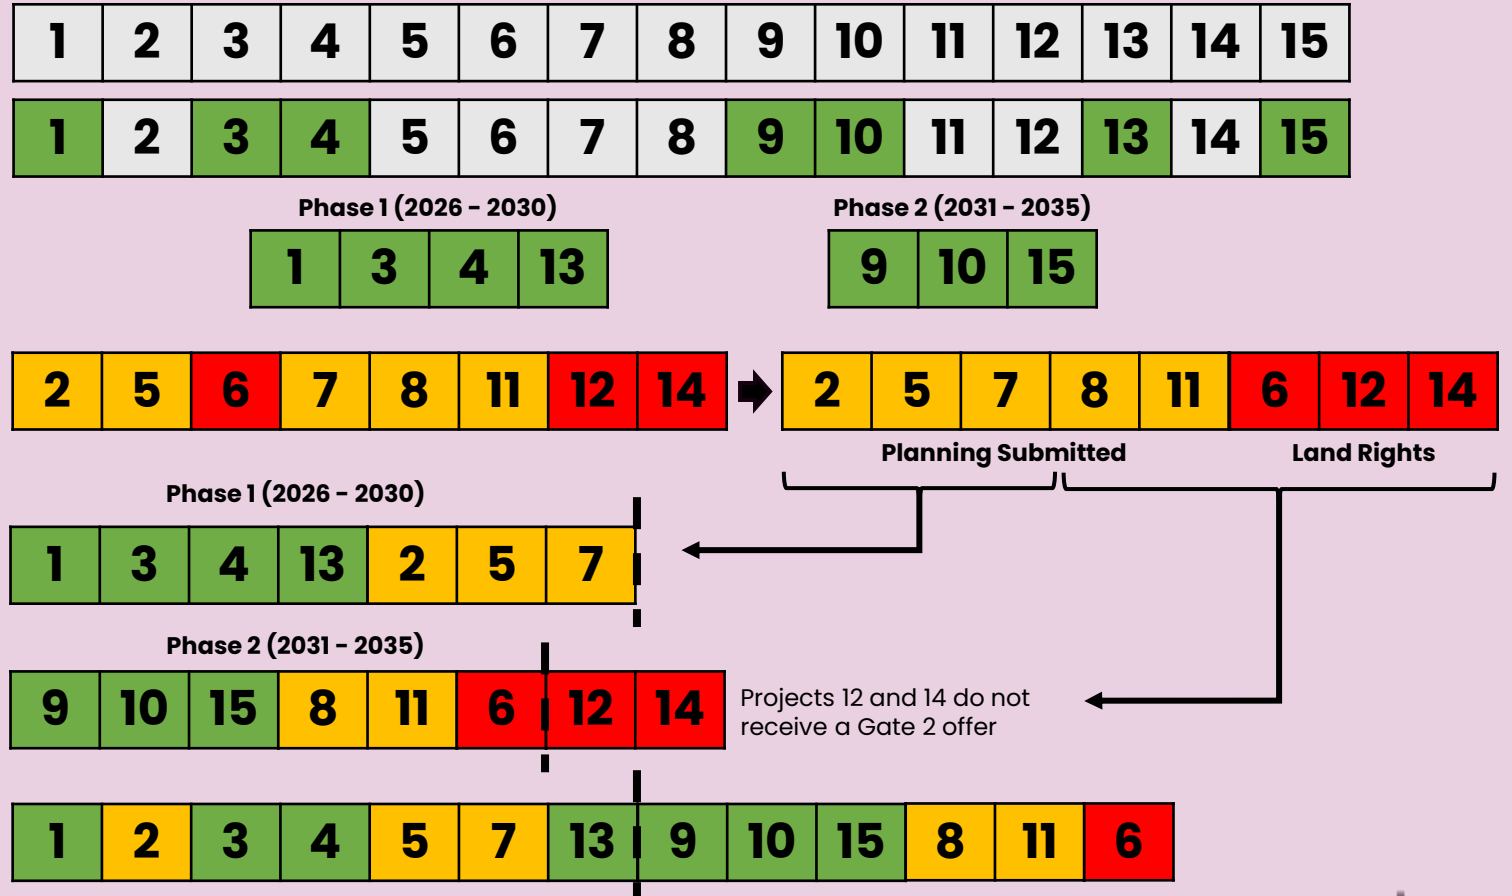 1 2 3 4 5 6 7 8 9 10 11 12 13 14 15
1 2 3 4 5 6 7 8 9 10 11 12 13 14 15
Phase 1 (2026 - 2030)
Phase 2 (2031 - 2035)
1 3 4 13
9 10 15
2 5 6 7 8 11 12 14
2 5 7 8 11 6 12 14
Planning Submitted
Land Rights
Phase 1 (2026 - 2030)
1 3 4 13 2 5 7
Phase 2 (2031 - 2035)
9 10 15 8 11 6 12 14
Projects 12 and 14 do not
receive a Gate 2 offer
1 2 3 4 5 7 13 9 10 15 8 11 6